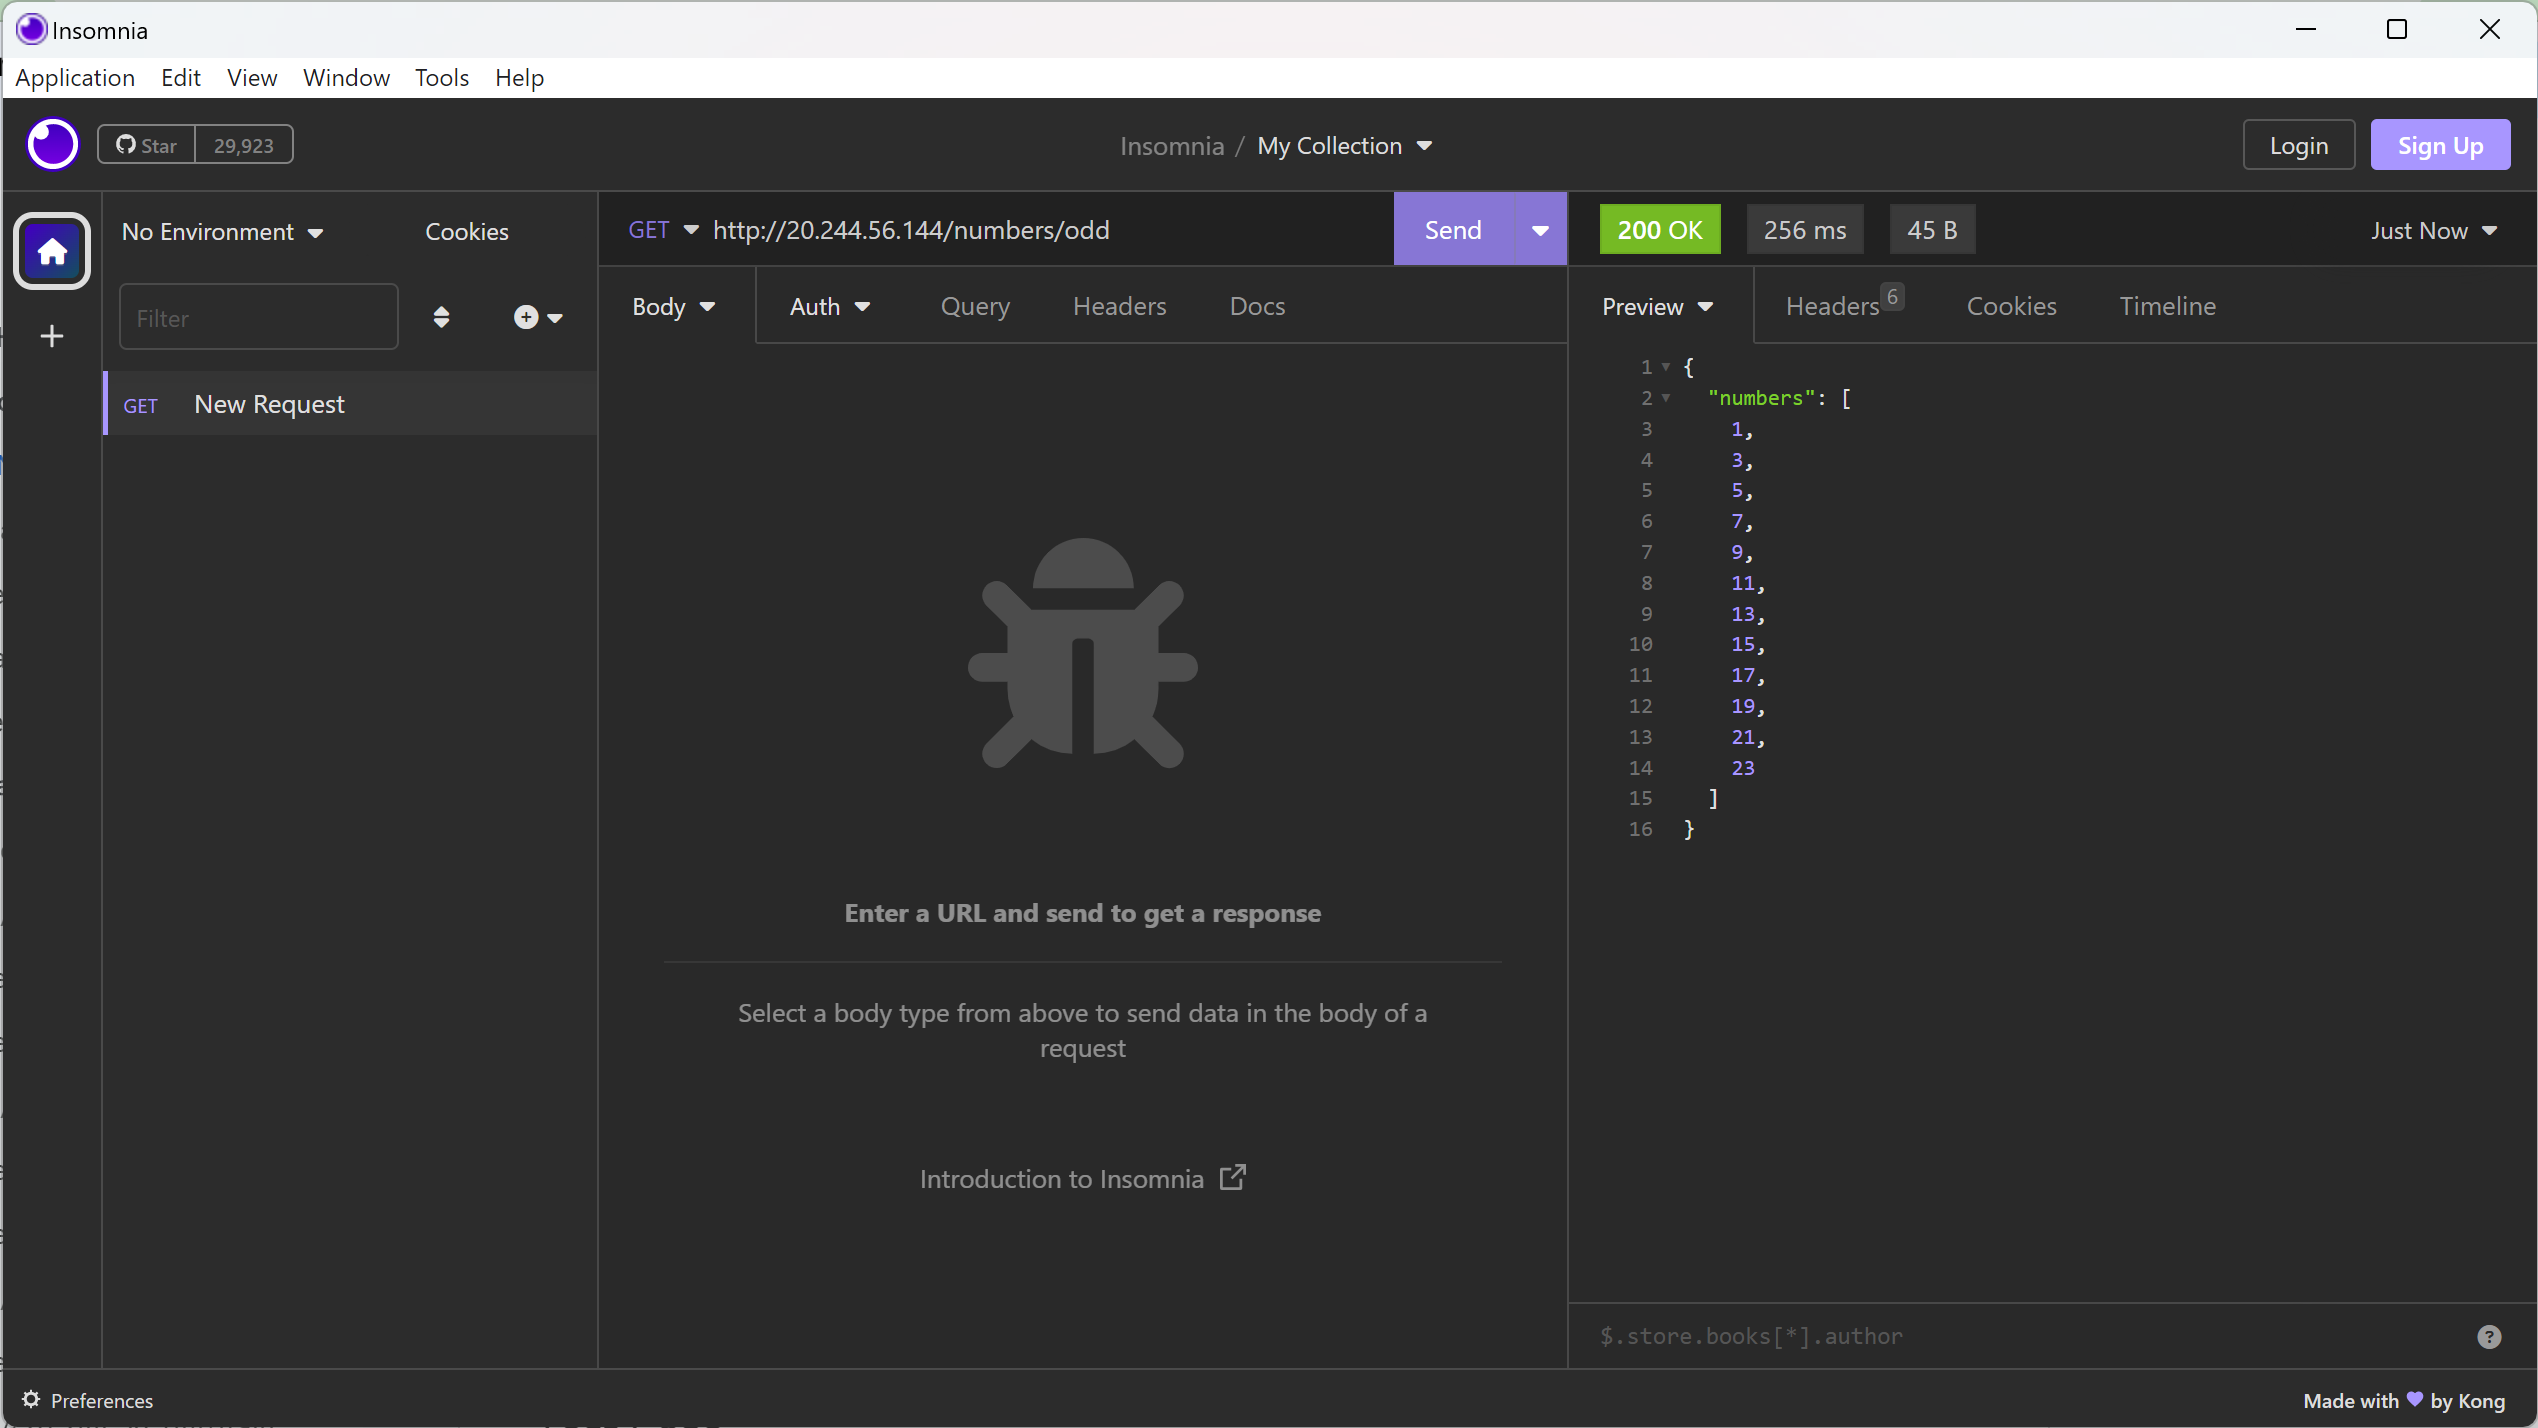 Insomnia
Application Edit View Window Tools Help
Star 29,923
Insomnia / My Collection
Login Sign Up
No Environment Cookies
GET http://20.244.56.144/numbers/odd Send
200 OK 256 ms 45 B Just Now
Filter
Body Auth Query Headers Docs
Preview Headers 6 Cookies Timeline
GET New Request
1 {
2 "numbers": [
3 1,
4 3,
5 5,
6 7,
7 9,
8 11,
9 13,
10 15,
11 17,
12 19,
13 21,
14 23
15 ]
16 }
Enter a URL and send to get a response
Select a body type from above to send data in the body of a
request
Introduction to Insomnia
$.store.books[*].author
Preferences
Made with 💜 by Kong